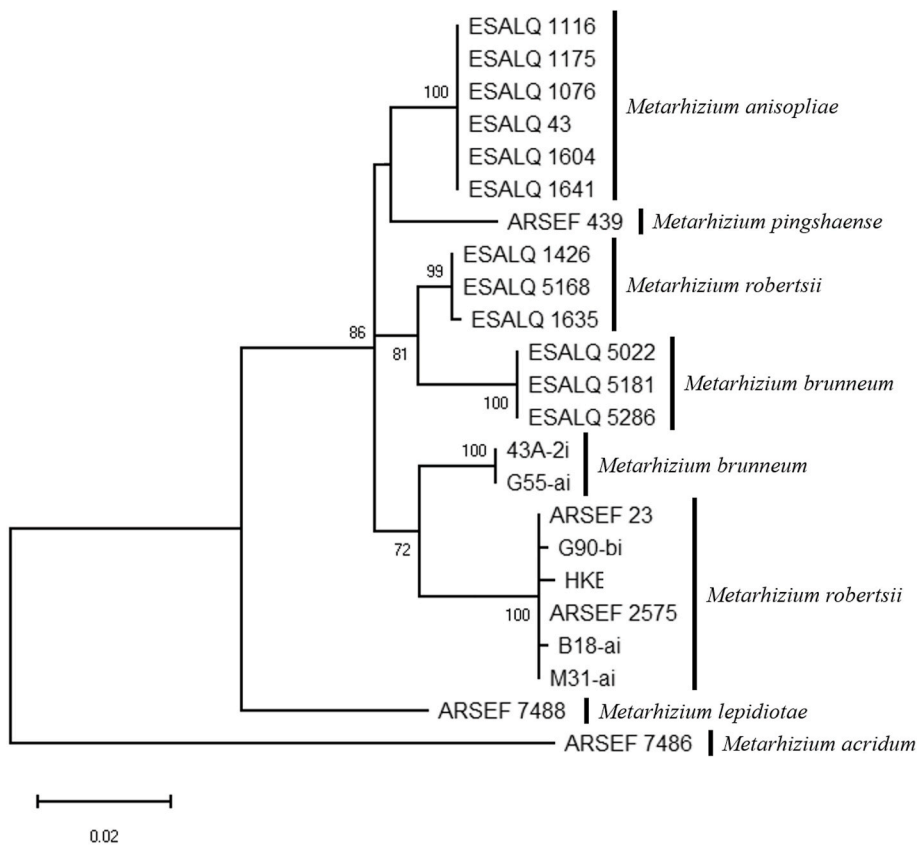 ESALQ 1116
ESALQ 1175
ESALQ 1076
ESALQ 43
ESALQ 1604
ESALQ 1641
100
Metarhizium anisopliae
ARSEF 439
Metarhizium pingshaense
ESALQ 1426
ESALQ 5168
ESALQ 1635
99
Metarhizium robertsii
86
81
ESALQ 5022
ESALQ 5181
ESALQ 5286
100
Metarhizium brunneum
43A-2i
G55-ai
100
Metarhizium brunneum
72
ARSEF 23
G90-bi
HKE
ARSEF 2575
B18-ai
M31-ai
100
Metarhizium robertsii
ARSEF 7488
Metarhizium lepidiotae
ARSEF 7486
Metarhizium acridum
0.02